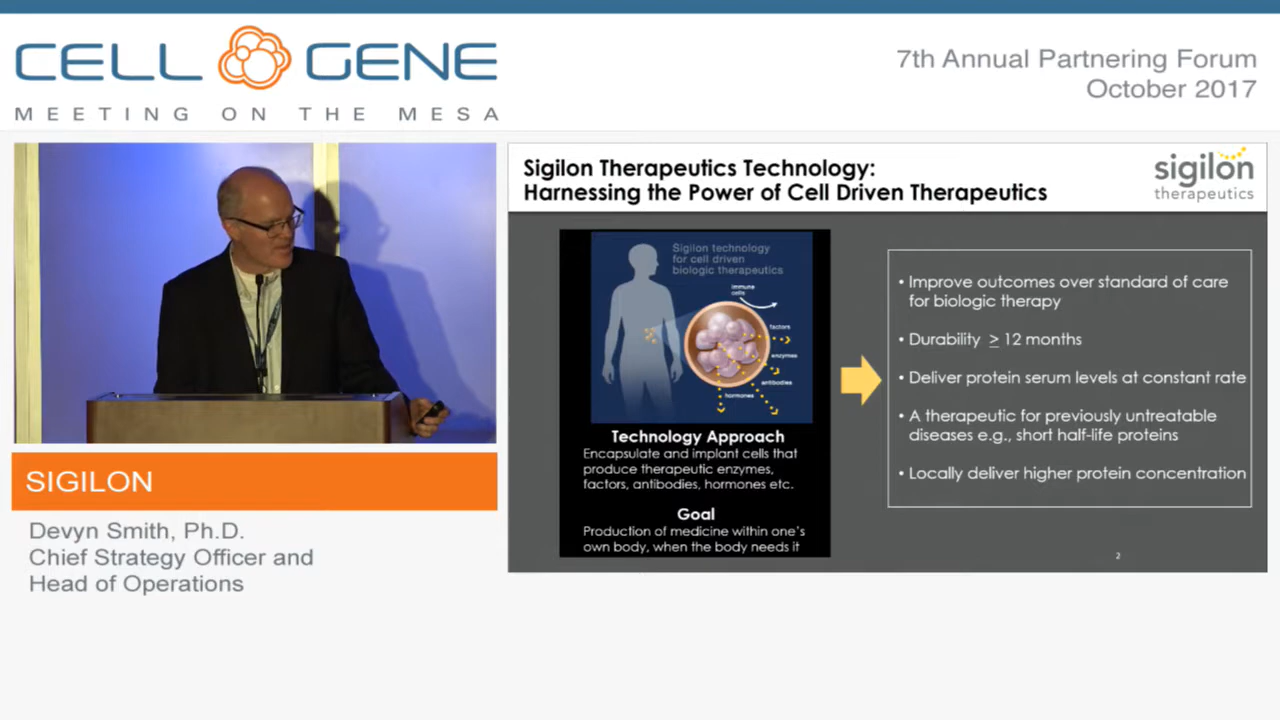 CELL GENE
MEETING ON THE MESA
7th Annual Partnering Forum
October 2017
Sigilon Therapeutics Technology:
Harnessing the Power of Cell Driven Therapeutics
sigilon
therapeutics
Sigilon technology
for cell driven
biologic therapeutics
immune
cells
factors
enzymes
antibodies
hormones
Technology Approach
Encapsulate and implant cells that
produce therapeutic enzymes,
factors, antibodies, hormones etc.
Goal
Production of medicine within one's
own body, when the body needs it
• Improve outcomes over standard of care
for biologic therapy
• Durability ≥ 12 months
• Deliver protein serum levels at constant rate
• A therapeutic for previously untreatable
diseases e.g., short half-life proteins
• Locally deliver higher protein concentration
2
SIGILON
Devyn Smith, Ph.D.
Chief Strategy Officer and
Head of Operations